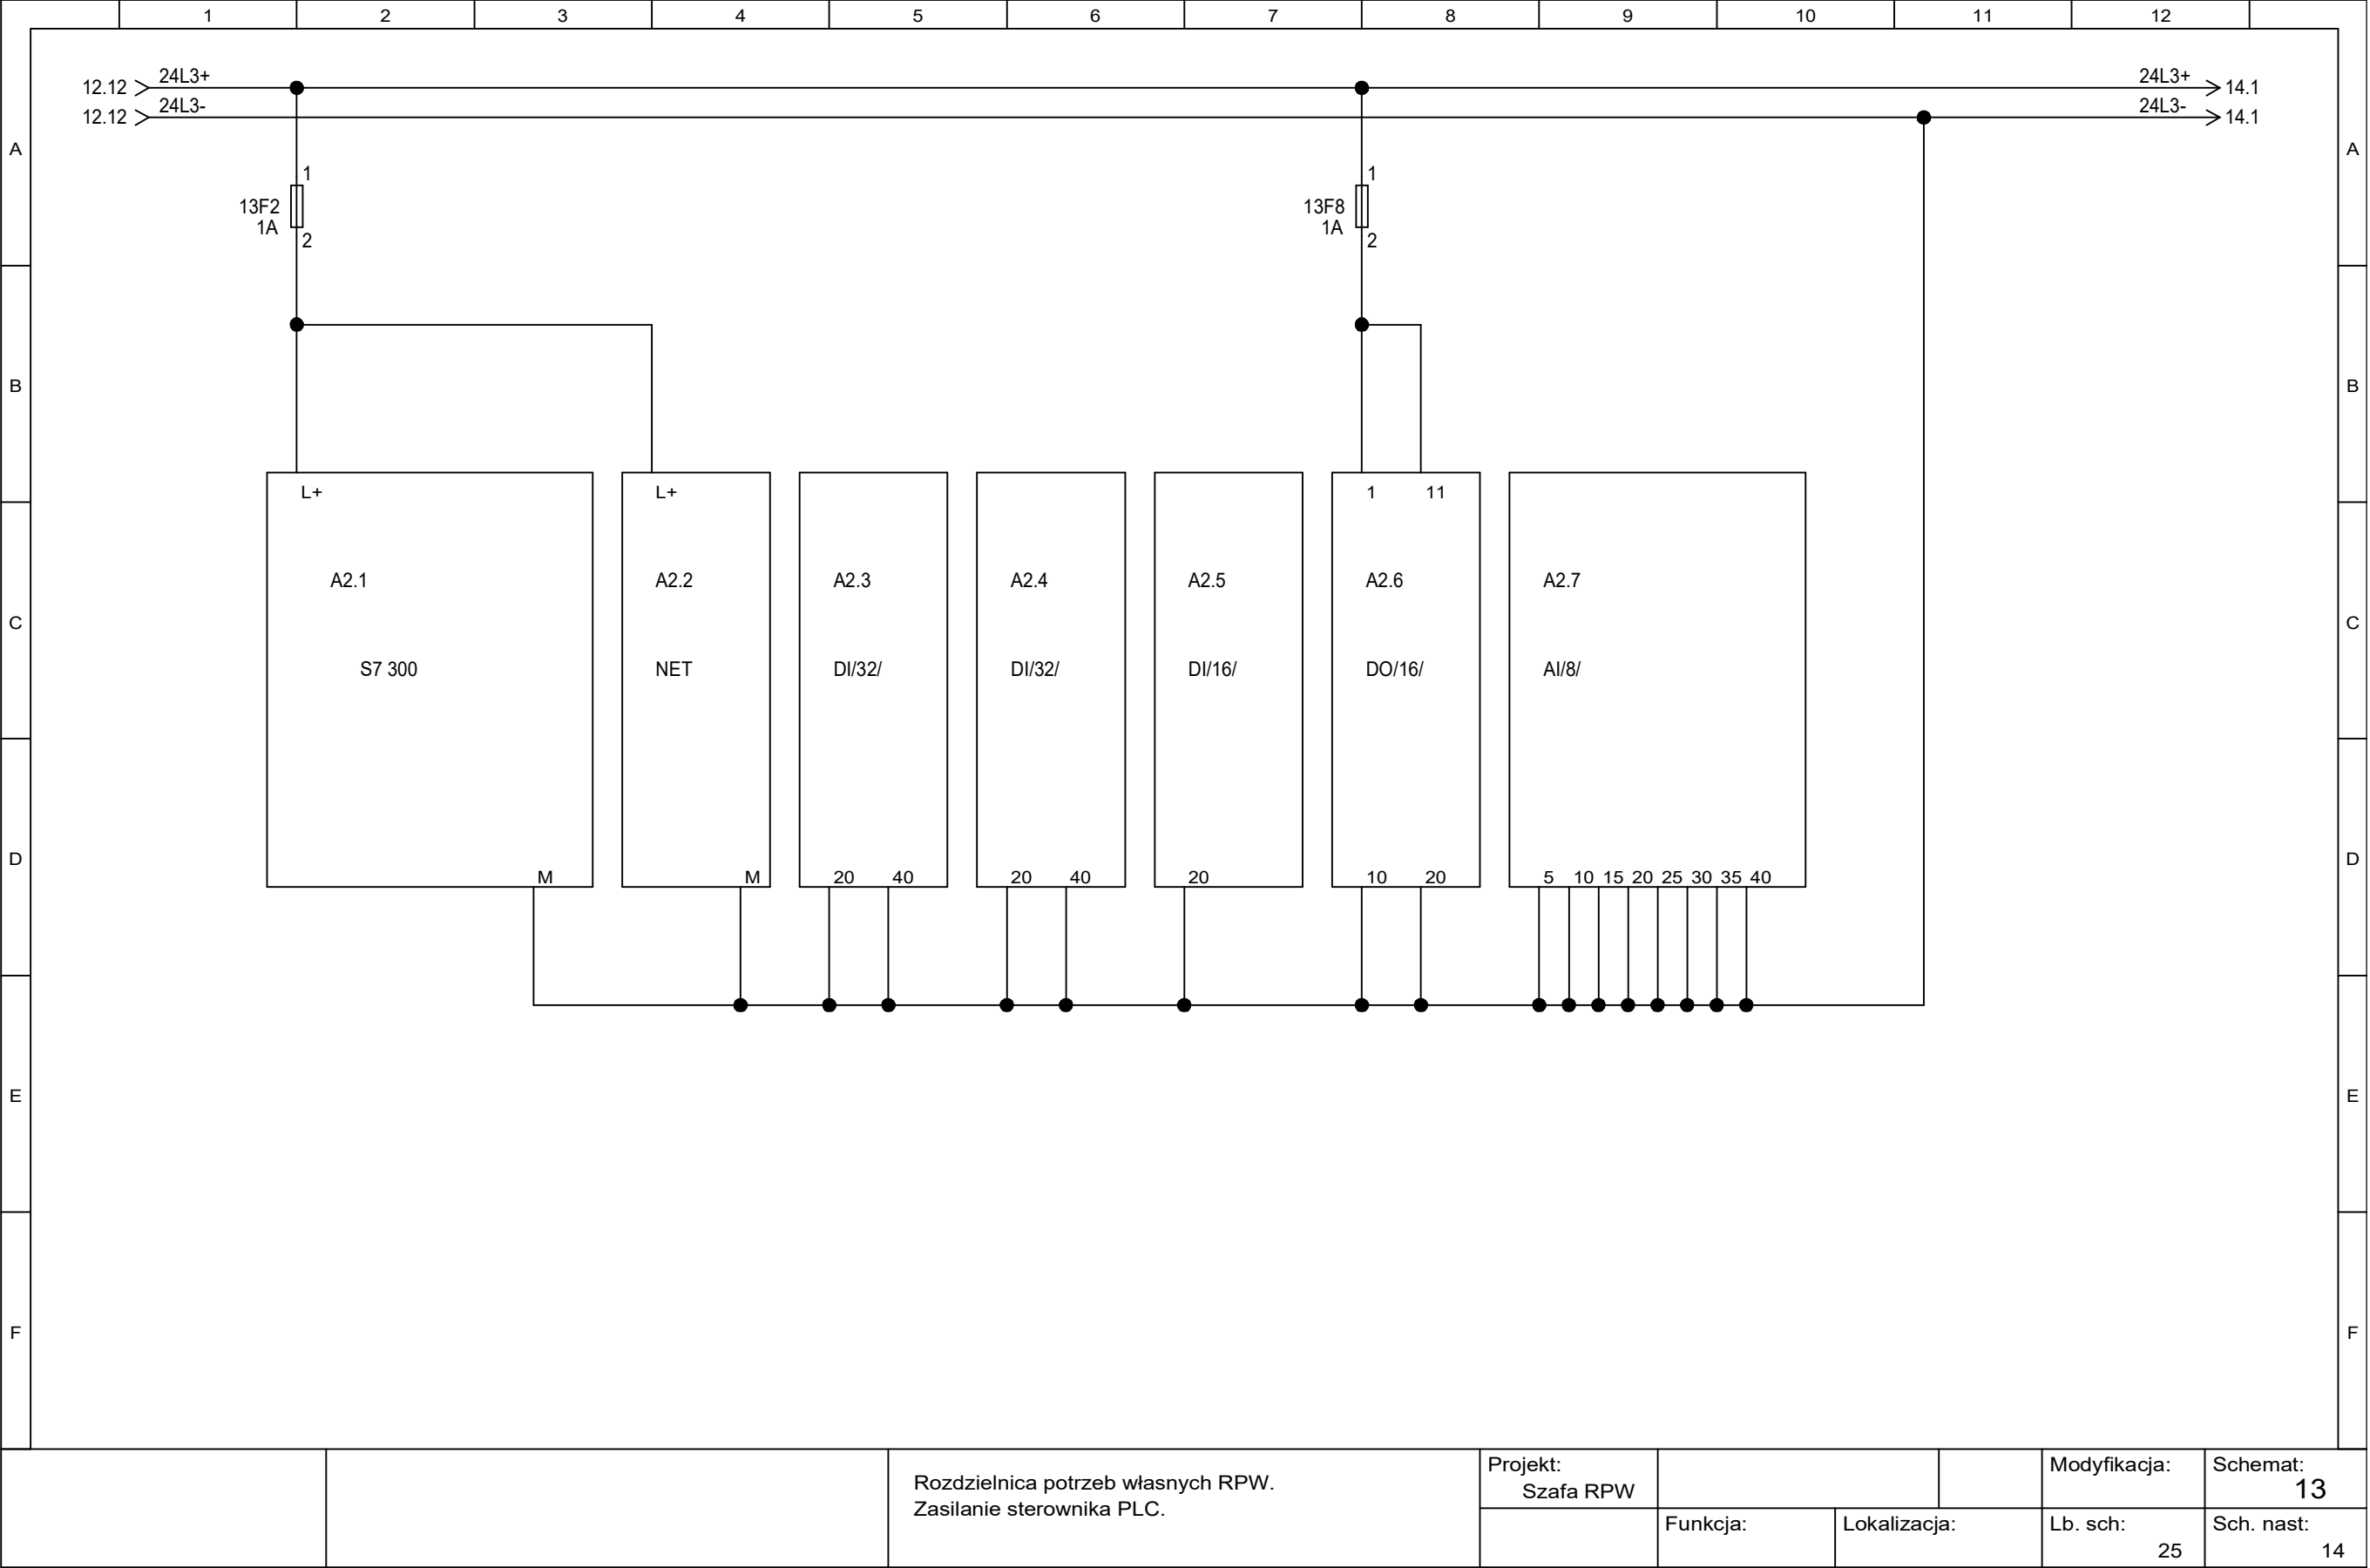 1 2 3 4 5 6 7 8 9 10 11 12
24L3+ 24L3+
12.12 14.1
24L3- 24L3-
12.12 14.1
A A
1 1
13F2 13F8
1A 1A
2 2
B B
L+ L+ 1 11
A2.1 A2.2 A2.3 A2.4 A2.5 A2.6 A2.7
C C
S7 300 NET DI/32/ DI/32/ DI/16/ DO/16/ AI/8/
D D
M M 20 40 20 40 20 10 20 5 10 15 20 25 30 35 40
E E
F F
Rozdzielnica potrzeb własnych RPW.
Zasilanie sterownika PLC.
Projekt:
Szafa RPW
Modyfikacja:
Schemat:
13
Funkcja:
Lokalizacja:
Lb. sch:
25
Sch. nast:
14